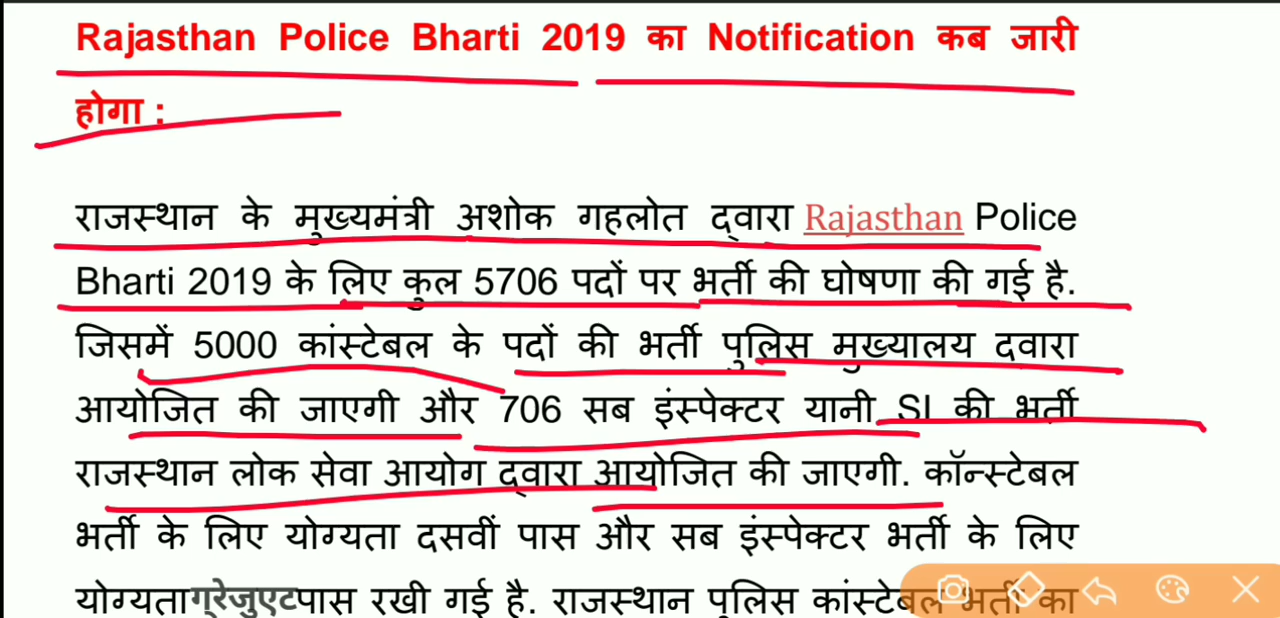 Rajasthan Police Bharti 2019 का Notification कब जारी
होगा :
राजस्थान के मुख्यमंत्री अशोक गहलोत द्वारा Rajasthan Police
Bharti 2019 के लिए कुल 5706 पदों पर भर्ती की घोषणा की गई है.
जिसमें 5000 कांस्टेबल के पदों की भर्ती पुलिस मुख्यालय दवारा
आयोजित की जाएगी और 706 सब इंस्पेक्टर यानी SI की भर्ती
राजस्थान लोक सेवा आयोग द्वारा आयोजित की जाएगी. कॉन्स्टेबल
भर्ती के लिए योग्यता दसवीं पास और सब इंस्पेक्टर भर्ती के लिए
योग्यता ग्रेजुएट पास रखी गई है. राजस्थान पुलिस कांस्टेबल भर्ती का